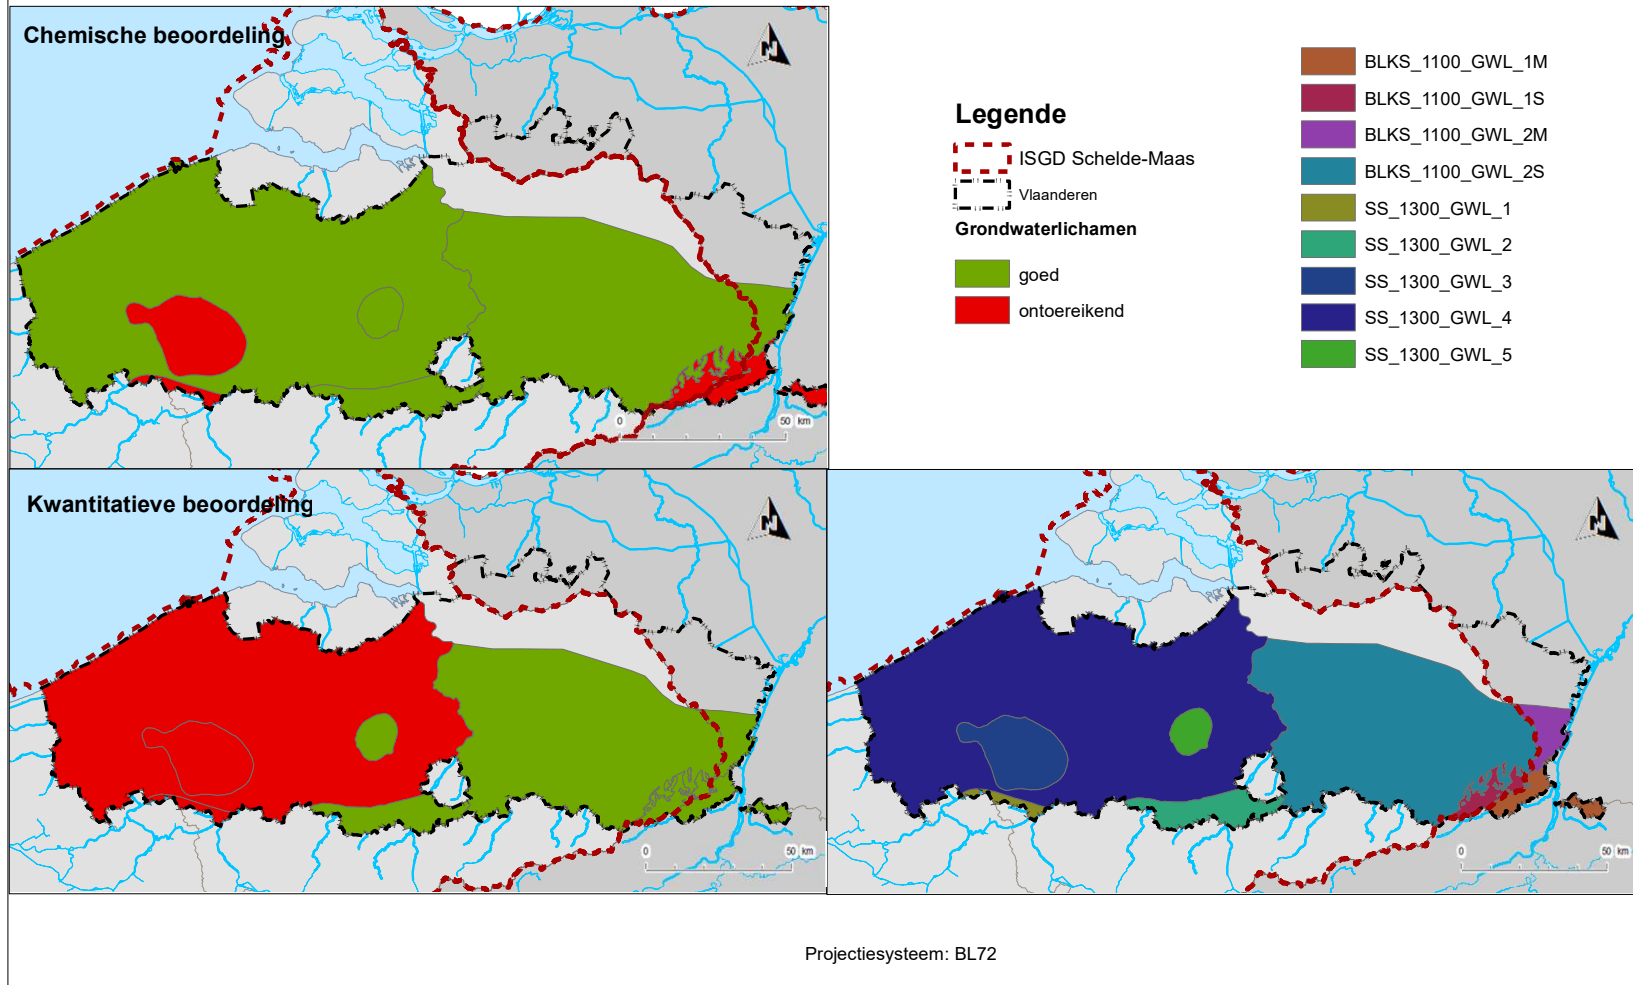 Chemische beoordeling
N
0 50 km
Legende
ISGD Schelde-Maas
Vlaanderen
Grondwaterlichamen
goed
ontoereikend
BLKS_1100_GWL_1M
BLKS_1100_GWL_1S
BLKS_1100_GWL_2M
BLKS_1100_GWL_2S
SS_1300_GWL_1
SS_1300_GWL_2
SS_1300_GWL_3
SS_1300_GWL_4
SS_1300_GWL_5
Kwantitatieve beoordeling
N
0 50 km
N
0 50 km
Projectiesysteem: BL72